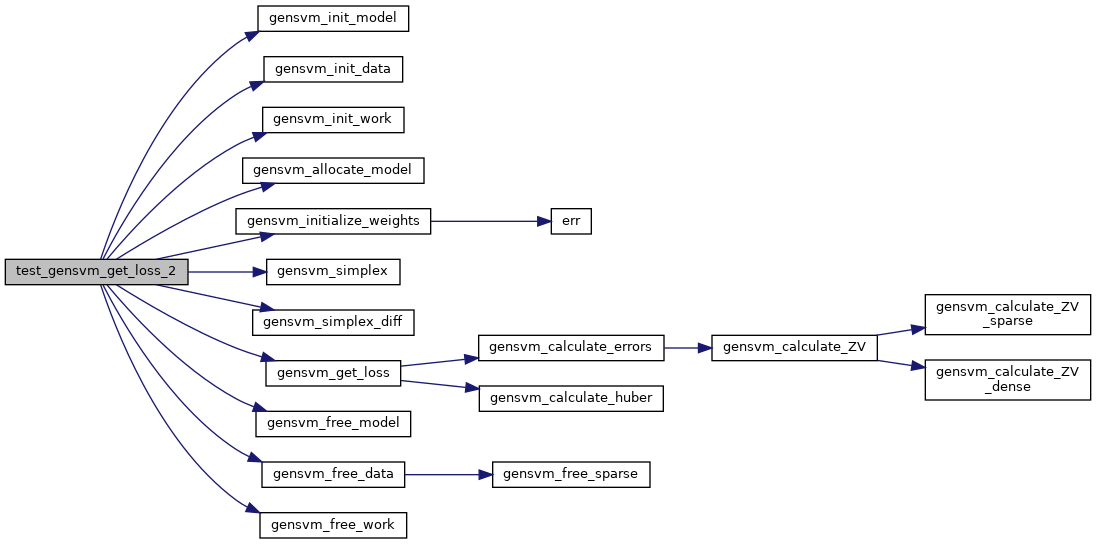 gensvm_init_model
gensvm_init_data
gensvm_init_work
gensvm_allocate_model
gensvm_initialize_weights
err
test_gensvm_get_loss_2
gensvm_simplex
gensvm_simplex_diff
gensvm_get_loss
gensvm_calculate_errors
gensvm_calculate_ZV
gensvm_calculate_ZV
_sparse
gensvm_calculate_ZV
_dense
gensvm_calculate_huber
gensvm_free_model
gensvm_free_data
gensvm_free_sparse
gensvm_free_work